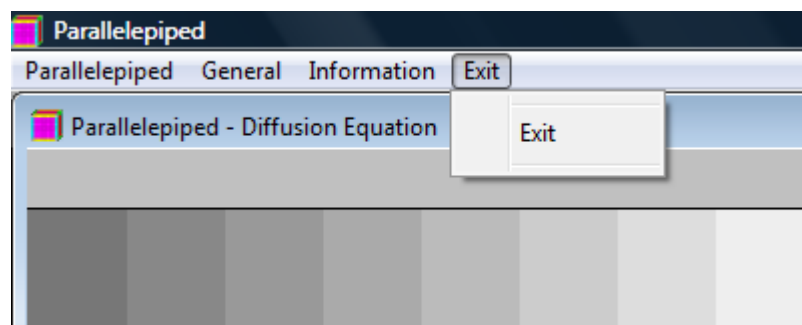 Parallelepiped
Parallelepiped General Information Exit
Parallelepiped - Diffusion Equation
Exit